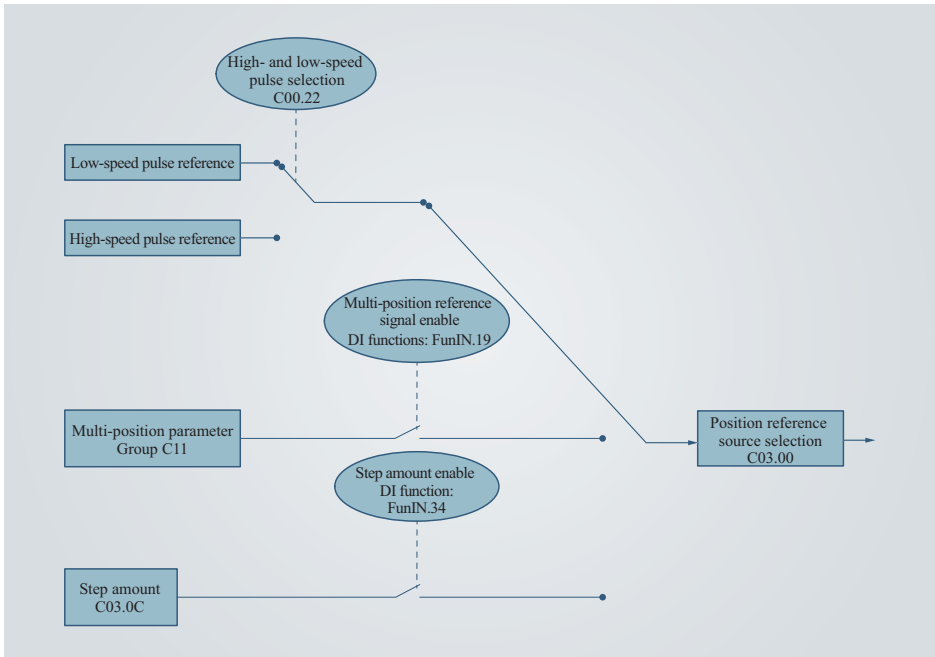 High- and low-speed
pulse selection
C00.22
Low-speed pulse reference
High-speed pulse reference
Multi-position reference
signal enable
DI functions: FunIN.19
Multi-position parameter
Group C11
Position reference
source selection
C03.00
Step amount enable
DI function:
FunIN.34
Step amount
C03.0C